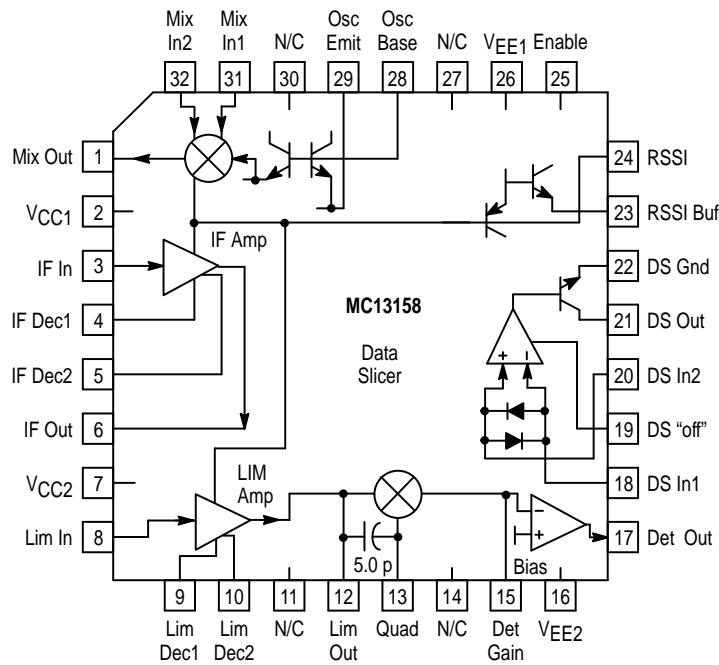 Mix In2
Mix In1
N/C
Osc Emit
Osc Base
N/C
VEE1
Enable
32
31
30
29
28
27
26
25
Mix Out 1
24 RSSI
VCC1 2
23 RSSI Buf
IF Amp
IF In 3
22 DS Gnd
MC13158
IF Dec1 4
21 DS Out
Data
Slicer
+ –
IF Dec2 5
20 DS In2
IF Out 6
19 DS “off”
VCC2 7
18 DS In1
LIM
Amp
Lim In 8
17 Det Out
–
+
5.0 p
Bias
9
10
11
12
13
14
15
16
Lim Dec1
Lim Dec2
N/C
Lim Out
Quad
N/C
Det Gain
VEE2